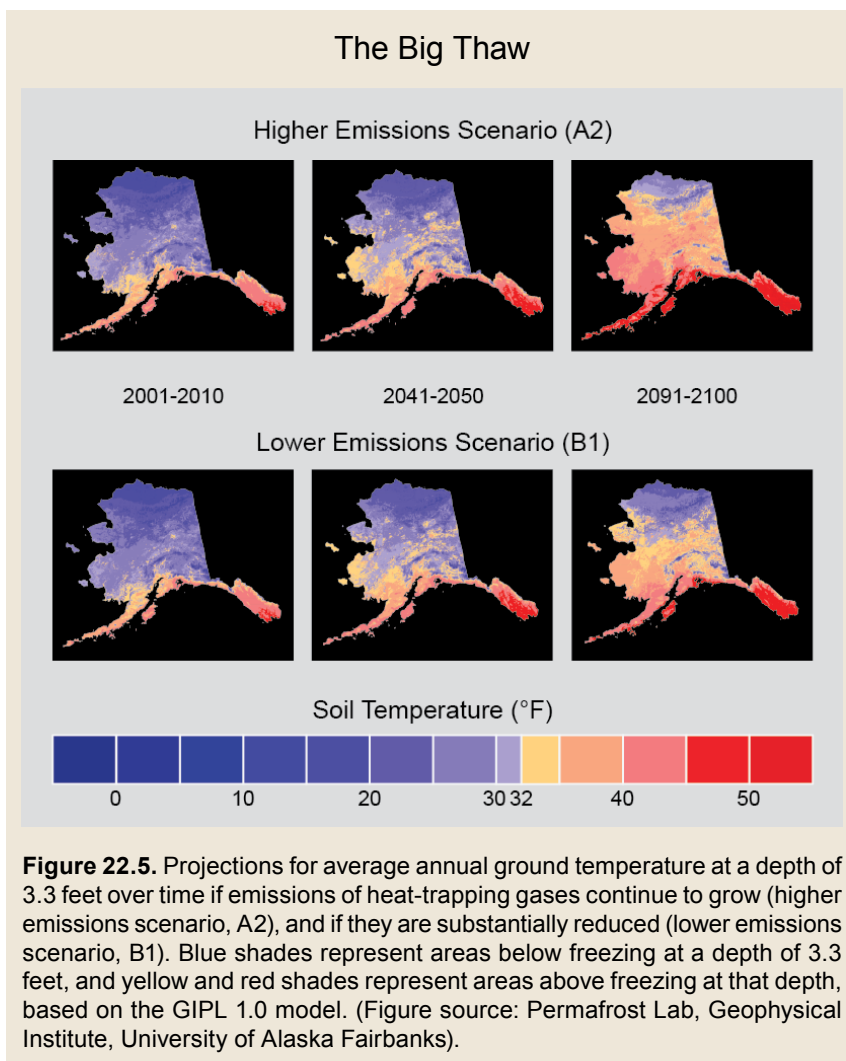 The Big Thaw
Higher Emissions Scenario (A2)
2001-2010 2041-2050 2091-2100
Lower Emissions Scenario (B1)
Soil Temperature (°F)
0 10 20 30 32 40 50
Figure 22.5. Projections for average annual ground temperature at a depth of
3.3 feet over time if emissions of heat-trapping gases continue to grow (higher
emissions scenario, A2), and if they are substantially reduced (lower emissions
scenario, B1). Blue shades represent areas below freezing at a depth of 3.3
feet, and yellow and red shades represent areas above freezing at that depth,
based on the GIPL 1.0 model. (Figure source: Permafrost Lab, Geophysical
Institute, University of Alaska Fairbanks).